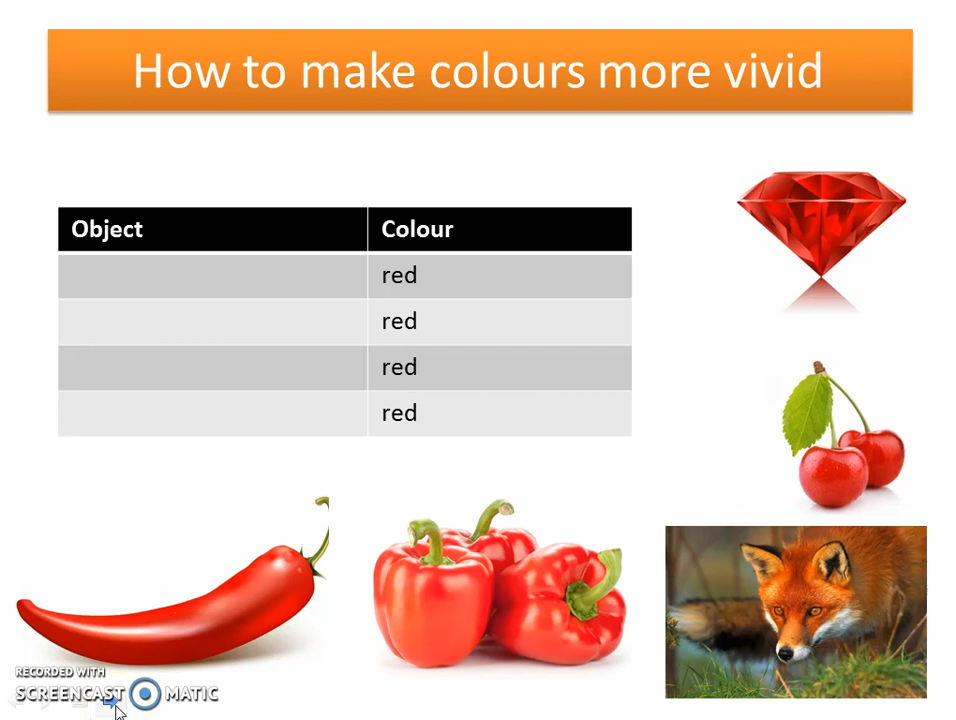 How to make colours more vivid
Object Colour
red
red
red
red
RECORDED WITH
SCREENCAST MATIC